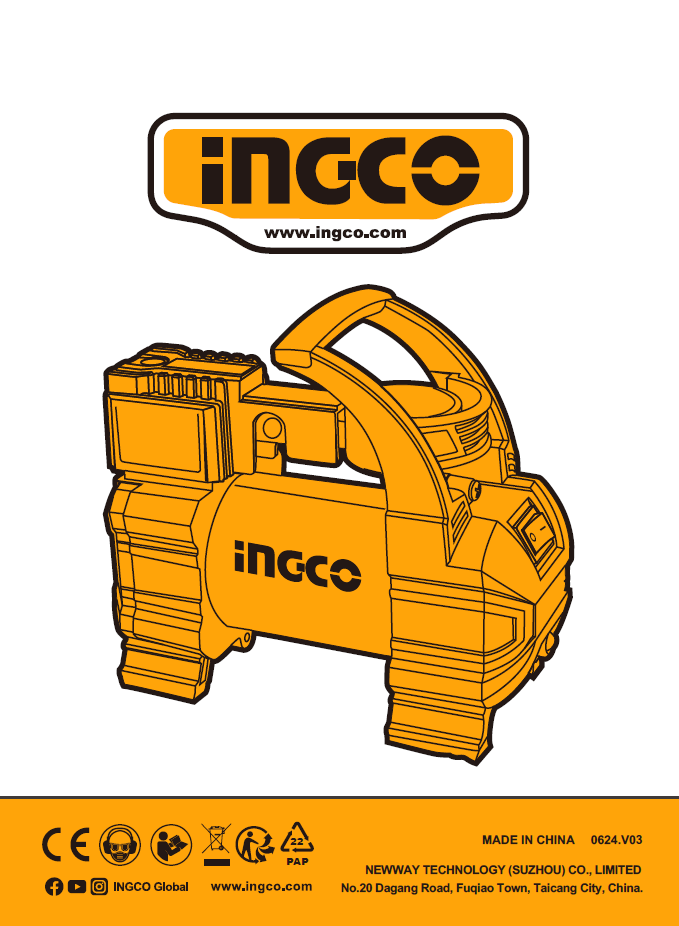 INGCO
www.ingco.com
INGCO
CE
22
PAP
MADE IN CHINA 0624.V03
NEWWAY TECHNOLOGY (SUZHOU) CO., LIMITED
INGCO Global www.ingco.com
No.20 Dagang Road, Fuqiao Town, Taicang City, China.